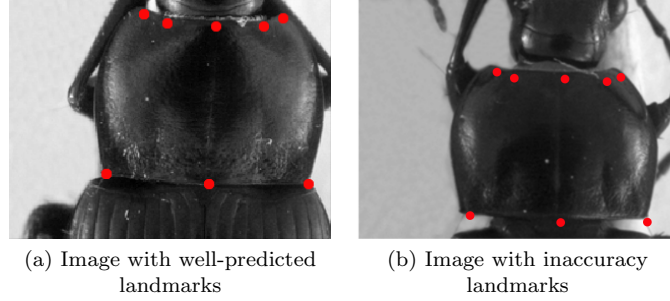 (a) Image with well-predicted
landmarks
(b) Image with inaccuracy
landmarks